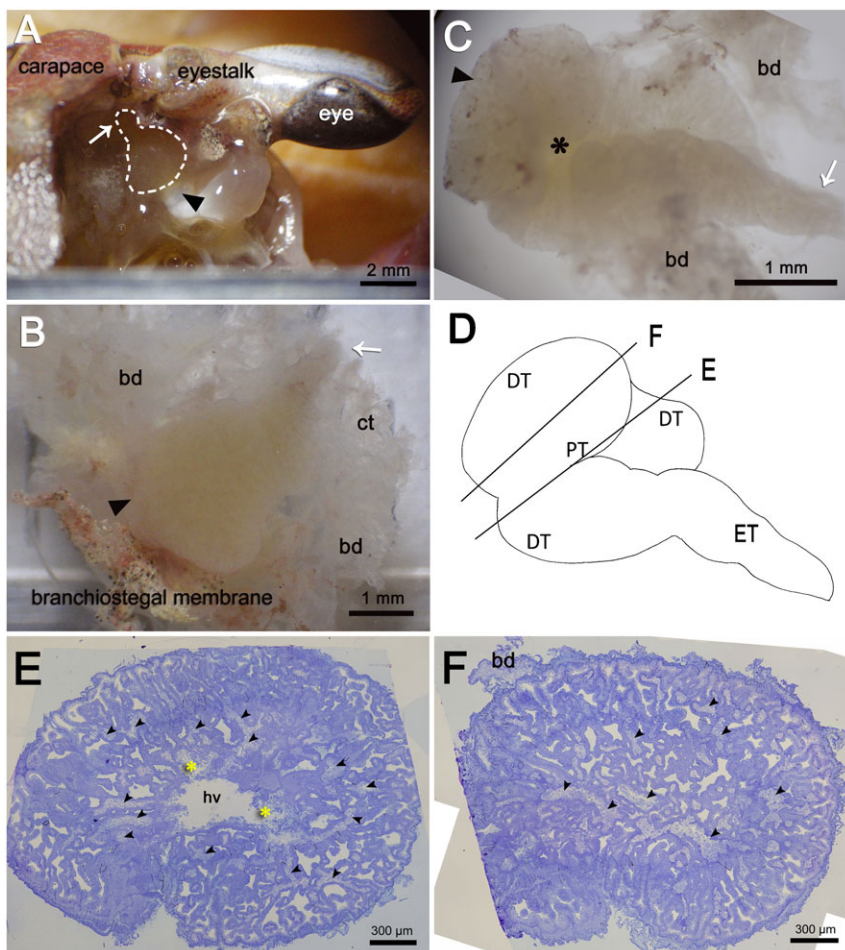 A
carapace
eyestalk
eye
2 mm
B
bd
ct
bd
branchiostegal membrane
1 mm
C
bd
*
bd
1 mm
D
F
E
DT
DT
PT
DT
ET
E
*
hv
*
300 µm
F
bd
300 µm